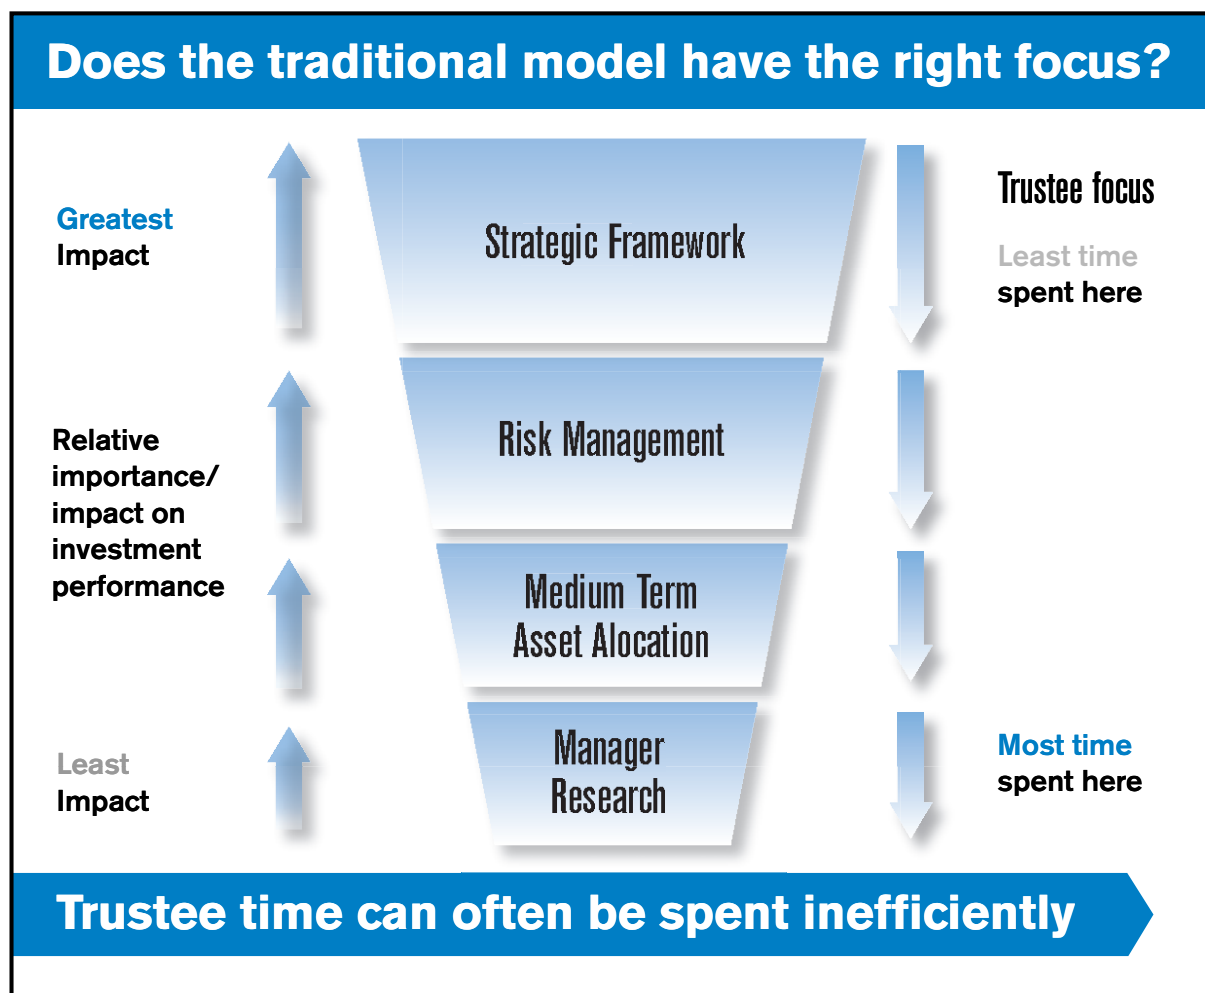 Does the traditional model have the right focus?
Greatest
Impact
Strategic Framework
Trustee focus
Least time
spent here
Relative
importance/
impact on
investment
performance
Risk Management
Medium Term
Asset Alocation
Least
Impact
Manager
Research
Most time
spent here
Trustee time can often be spent inefficiently